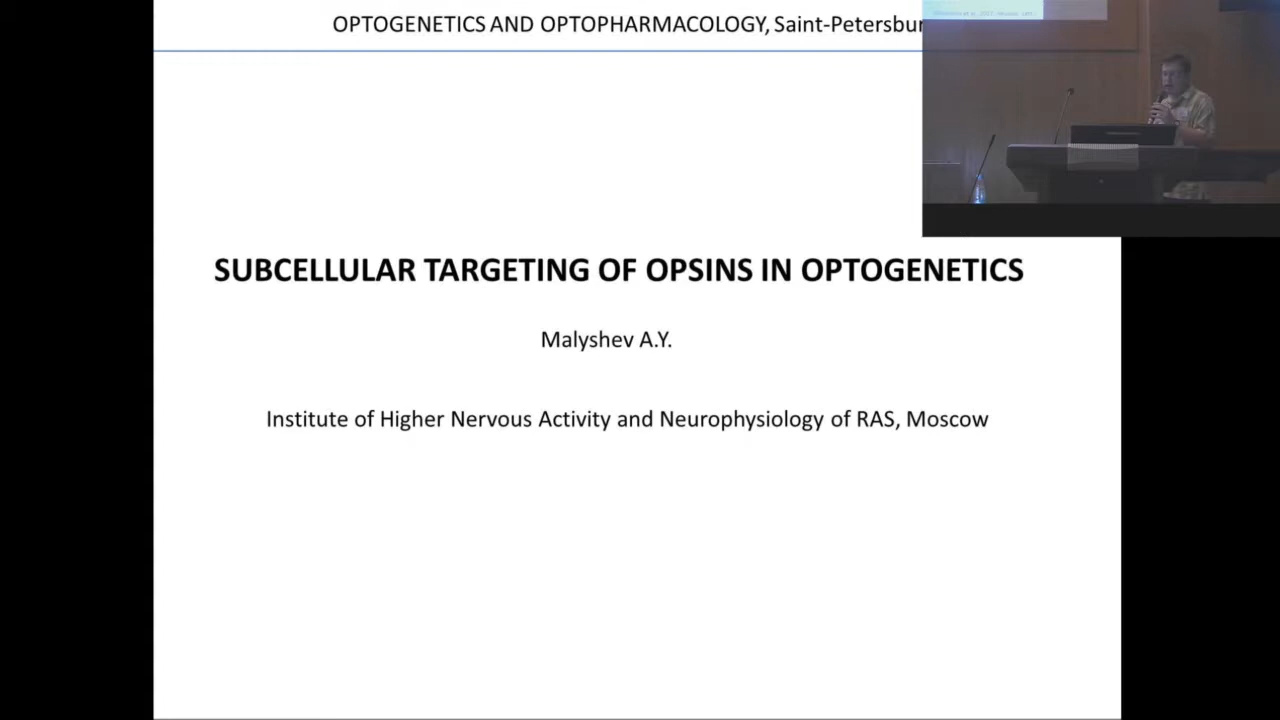 OPTOGENETICS AND OPTOPHARMACOLOGY, Saint-Petersbur
SUBCELLULAR TARGETING OF OPSINS IN OPTOGENETICS
Malyshev A.Y.
Institute of Higher Nervous Activity and Neurophysiology of RAS, Moscow